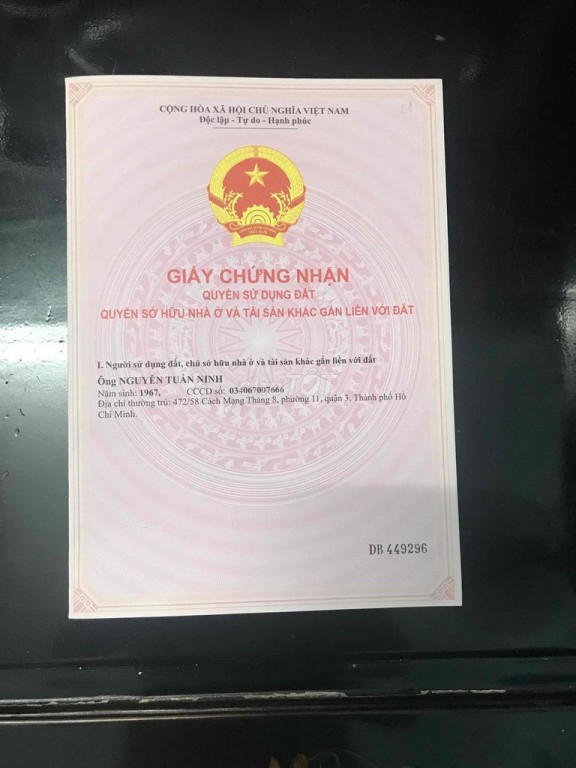 CỘNG HÒA XÃ HỘI CHỦ NGHĨA VIỆT NAM
Độc lập - Tự do - Hạnh phúc
GIẤY CHỨNG NHẬN
QUYỀN SỬ DỤNG ĐẤT
QUYỀN SỞ HỮU NHÀ Ở VÀ TÀI SẢN KHÁC GẮN LIỀN VỚI ĐẤT
I. Người sử dụng đất, chủ sở hữu nhà ở và tài sản khác gắn liền với đất
Ông NGUYỄN TUẤN NINH
Năm sinh: 1967, CCCD số: 034067007666
Địa chỉ thường trú: 472/58 Cách Mạng Tháng 8, phường 11, quận 3, Thành phố Hồ
Chí Minh.
DB 449296